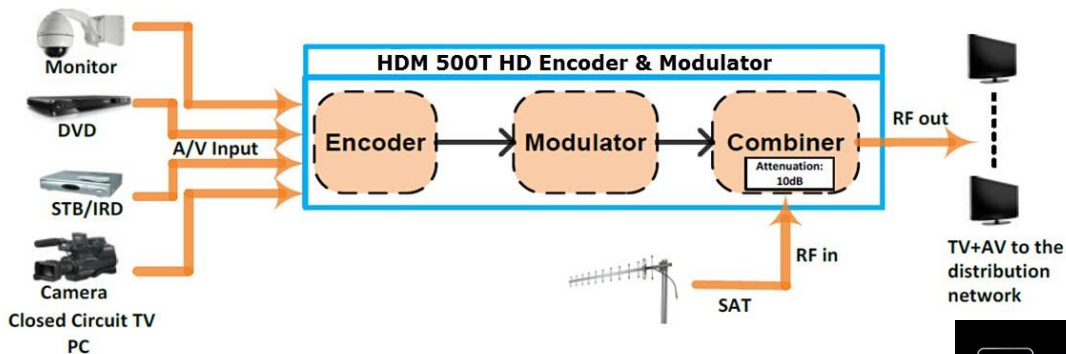 HDM 500T HD Encoder & Modulator
Monitor
DVD
A/V Input
STB/IRD
Camera
Closed Circuit TV
PC
Encoder
Modulator
Combiner
Attenuation:
10dB
RF in
SAT
RF out
TV+AV to the
distribution
network